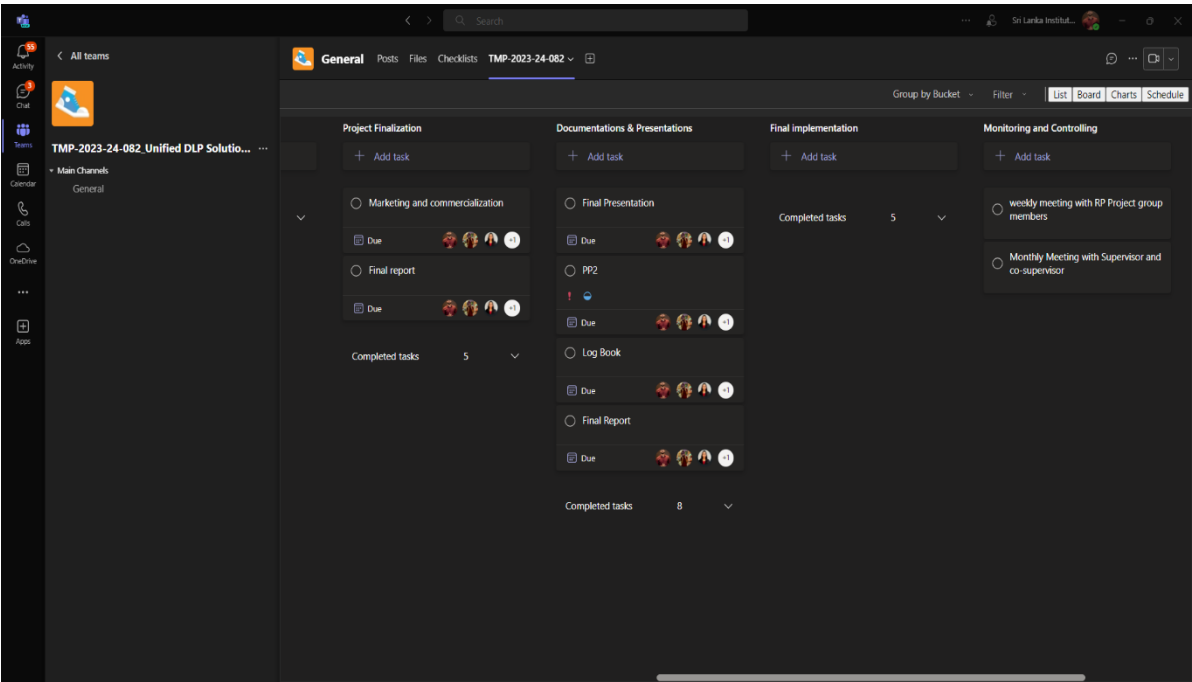 Search
Sri Lanka Institut...
55
Activity
3
Chat
Teams
Calendar
Calls
OneDrive
Apps
All teams
TMP-2023-24-082_Unified DLP Solutio...
Main Channels
General
General Posts Files Checklists TMP-2023-24-082
Group by Bucket Filter List Board Charts Schedule
Project Finalization
Add task
Marketing and commercialization
Due +1
Final report
Due +1
Completed tasks 5
Documentations & Presentations
Add task
Final Presentation
Due +1
PP2
Due +1
Log Book
Due +1
Final Report
Due +1
Completed tasks 8
Final implementation
Add task
Completed tasks 5
Monitoring and Controlling
Add task
weekly meeting with RP Project group
members
Monthly Meeting with Supervisor and
co-supervisor